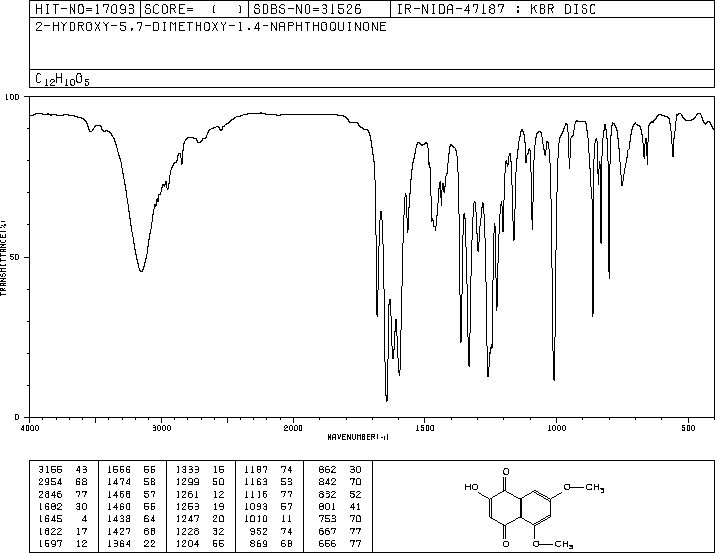 HIT-NO=17093 SCORE= ( ) SDBS-NO=31526 IR-NIDA-47187 : KBR DISC
2-HYDROXY-5,7-DIMETHOXY-1,4-NAPHTHOQUINONE
C12H10O5
100
50
0
TRANSMITTANCE(%)
4000 3000 2000 1500 1000 500
WAVENUMBER(-1)
3155 43 1566 55 1333 15 1187 74 862 30
2954 68 1474 58 1299 50 1163 53 842 70
2846 77 1468 57 1261 12 1116 77 832 52
1682 30 1460 55 1253 19 1093 57 801 41
1645 4 1438 64 1247 20 1010 11 753 70
1622 17 1427 68 1228 32 952 74 667 77
1597 12 1364 22 1204 55 869 68 656 77
O
HO
O CH3
O
O CH3